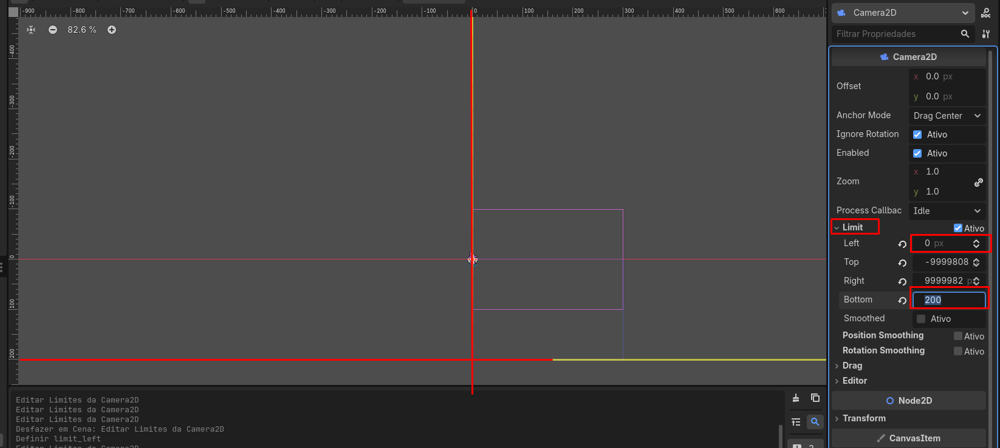 -900 -800 -700 -600 -500 -400 -300 -200 -100 0 100 200 300 400 500 600
Camera2D
82.6 %
Filtrar Propriedades
-400
-300
-200
-100
0
100
200
Camera2D
Offset x 0.0 px
y 0.0 px
Anchor Mode Drag Center
Ignore Rotation Ativo
Enabled Ativo
Zoom x 1.0
y 1.0
Process Callbac Idle
Limit Ativo
Left 0 px
Top -9999808
Right 9999982
Bottom 200
Smoothed Ativo
Position Smoothing Ativo
Rotation Smoothing Ativo
Drag
Editor
Node2D
Transform
CanvasItem
Editar Limites da Camera2D
Editar Limites da Camera2D
Editar Limites da Camera2D
Desfazer em Cena: Editar Limites da Camera2D
Definir limit_left
Editar Limites da Camera2D